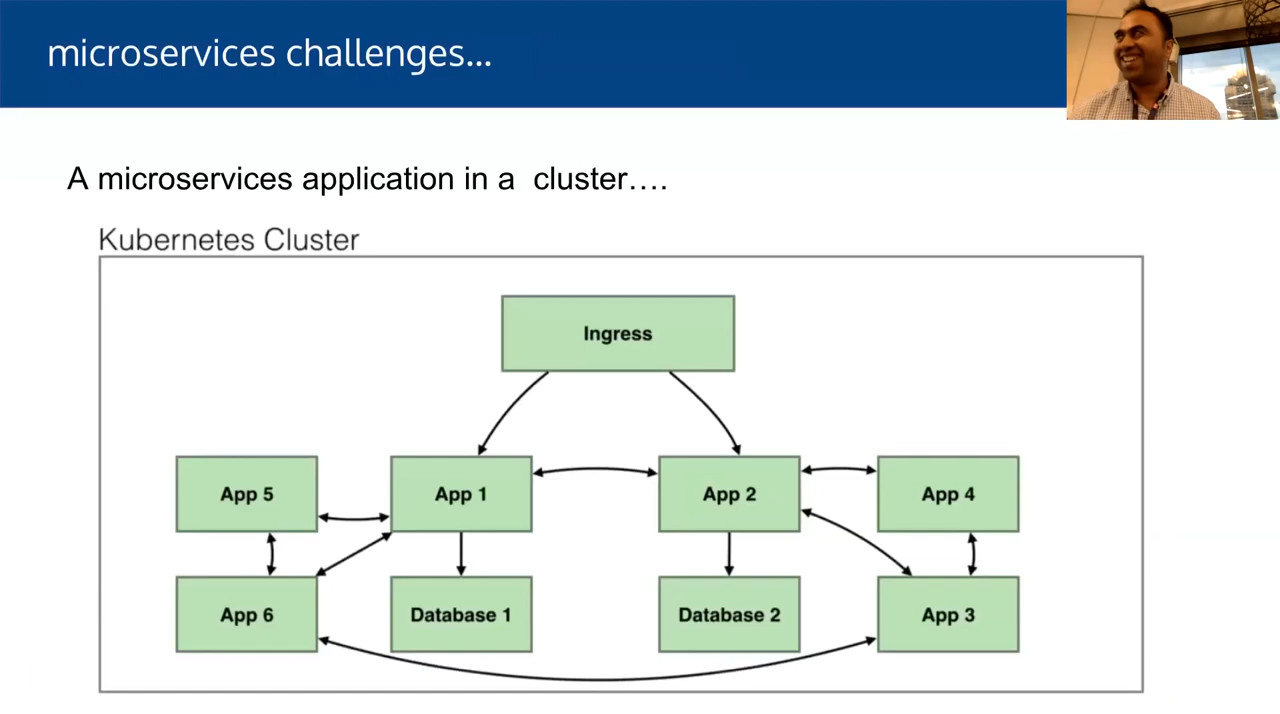 microservices challenges...
A microservices application in a  cluster….
Kubernetes Cluster
Ingress
App 5
App 1
App 2
App 4
App 6
Database 1
Database 2
App 3